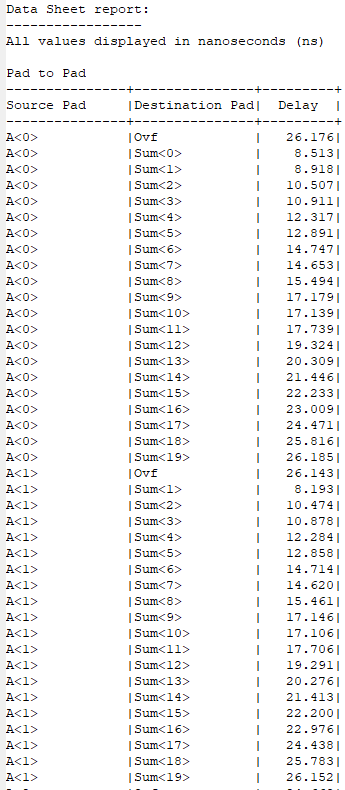 Data Sheet report:
-----------------
All values displayed in nanoseconds (ns)

Pad to Pad
---------------+---------------+---------+
Source Pad     |Destination Pad|  Delay  |
---------------+---------------+---------+
A<0>           |Ovf            |   26.176|
A<0>           |Sum<0>         |    8.513|
A<0>           |Sum<1>         |    8.918|
A<0>           |Sum<2>         |   10.507|
A<0>           |Sum<3>         |   10.911|
A<0>           |Sum<4>         |   12.317|
A<0>           |Sum<5>         |   12.891|
A<0>           |Sum<6>         |   14.747|
A<0>           |Sum<7>         |   14.653|
A<0>           |Sum<8>         |   15.494|
A<0>           |Sum<9>         |   17.179|
A<0>           |Sum<10>        |   17.139|
A<0>           |Sum<11>        |   17.739|
A<0>           |Sum<12>        |   19.324|
A<0>           |Sum<13>        |   20.309|
A<0>           |Sum<14>        |   21.446|
A<0>           |Sum<15>        |   22.233|
A<0>           |Sum<16>        |   23.009|
A<0>           |Sum<17>        |   24.471|
A<0>           |Sum<18>        |   25.816|
A<0>           |Sum<19>        |   26.185|
A<1>           |Ovf            |   26.143|
A<1>           |Sum<1>         |    8.193|
A<1>           |Sum<2>         |   10.474|
A<1>           |Sum<3>         |   10.878|
A<1>           |Sum<4>         |   12.284|
A<1>           |Sum<5>         |   12.858|
A<1>           |Sum<6>         |   14.714|
A<1>           |Sum<7>         |   14.620|
A<1>           |Sum<8>         |   15.461|
A<1>           |Sum<9>         |   17.146|
A<1>           |Sum<10>        |   17.106|
A<1>           |Sum<11>        |   17.706|
A<1>           |Sum<12>        |   19.291|
A<1>           |Sum<13>        |   20.276|
A<1>           |Sum<14>        |   21.413|
A<1>           |Sum<15>        |   22.200|
A<1>           |Sum<16>        |   22.976|
A<1>           |Sum<17>        |   24.438|
A<1>           |Sum<18>        |   25.783|
A<1>           |Sum<19>        |   26.152|